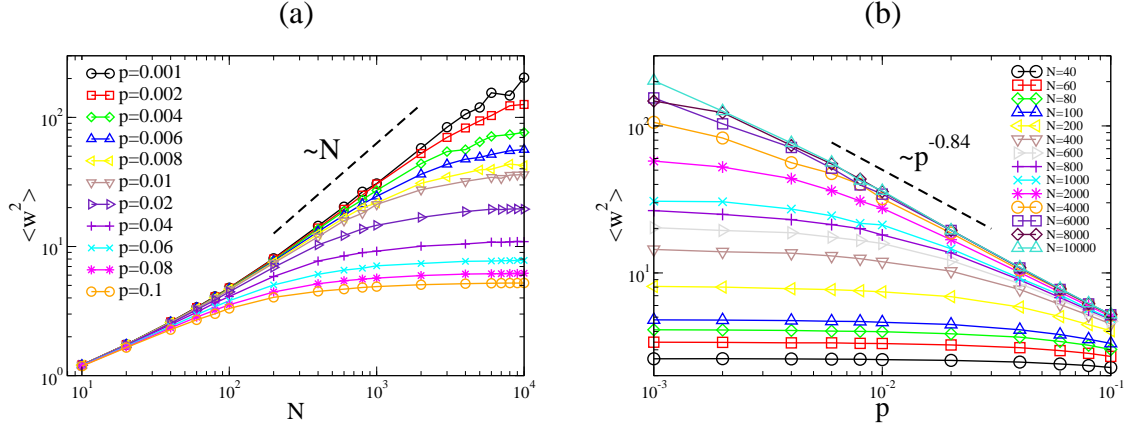 (a)
(b)
<w²>
10²
10¹
10⁰
p=0.001
p=0.002
p=0.004
p=0.006
p=0.008
p=0.01
p=0.02
p=0.04
p=0.06
p=0.08
p=0.1
~N
10¹
10²
10³
10⁴
N
<w²>
10²
10¹
~p⁻⁰·⁸⁴
N=40
N=60
N=80
N=100
N=200
N=400
N=600
N=800
N=1000
N=2000
N=4000
N=6000
N=8000
N=10000
10⁻³
10⁻²
10⁻¹
p